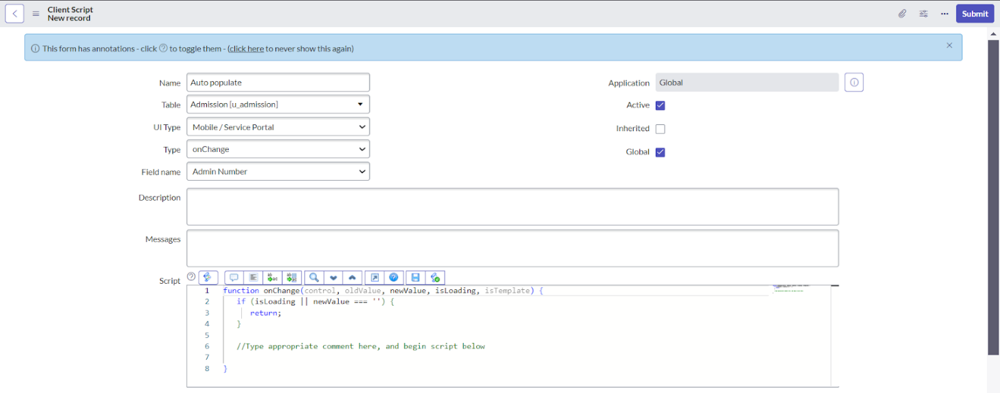 Client Script
New record
Submit
This form has annotations - click ? to toggle them - (click here to never show this again)
Name Auto populate
Application Global
Table Admission [u_admission]
Active
UI Type Mobile / Service Portal
Inherited
Type onChange
Global
Field name Admin Number
Description
Messages
Script
1 function onChange(control, oldValue, newValue, isLoading, isTemplate) {
2 if (isLoading || newValue === '') {
3 return;
4 }
5
6 //Type appropriate comment here, and begin script below
7
8 }